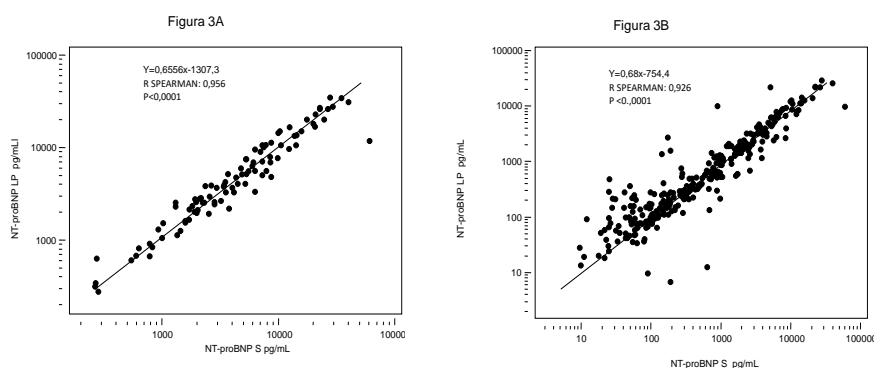 Figura 3A
100000
10000
1000
NT-proBNP LP pg/mLl
Y=0,6556x-1307,3
R SPEARMAN: 0,956
P<0,0001
1000
10000
10000
NT-proBNP S pg/mL
Figura 3B
100000
10000
1000
100
10
NT-proBNP LP pg/mL
Y=0,68x-754,4
R SPEARMAN: 0,926
P<.,0001
10
100
1000
10000
100000
NT-proBNP S pg/mL